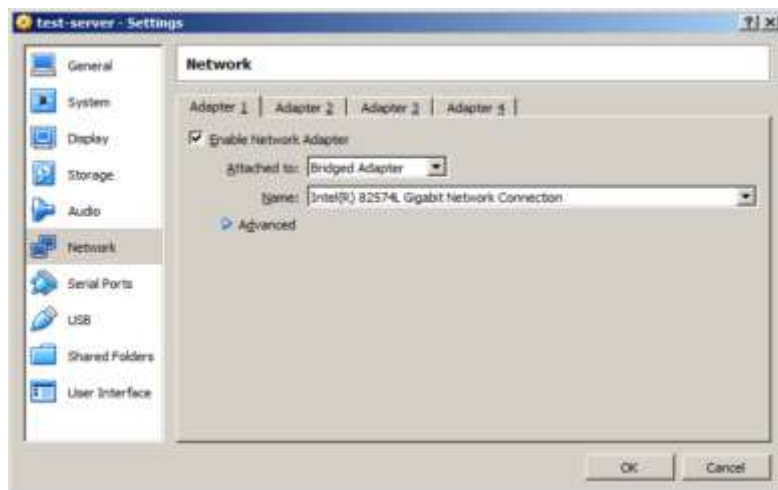 test-server - Settings
General
System
Display
Storage
Audio
Network
Serial Ports
USB
Shared Folders
User Interface
Network
Adapter 1 Adapter 2 Adapter 3 Adapter 4
Enable Network Adapter
Attached to: Bridged Adapter
Name: Intel(R) 82574L Gigabit Network Connection
Advanced
OK Cancel